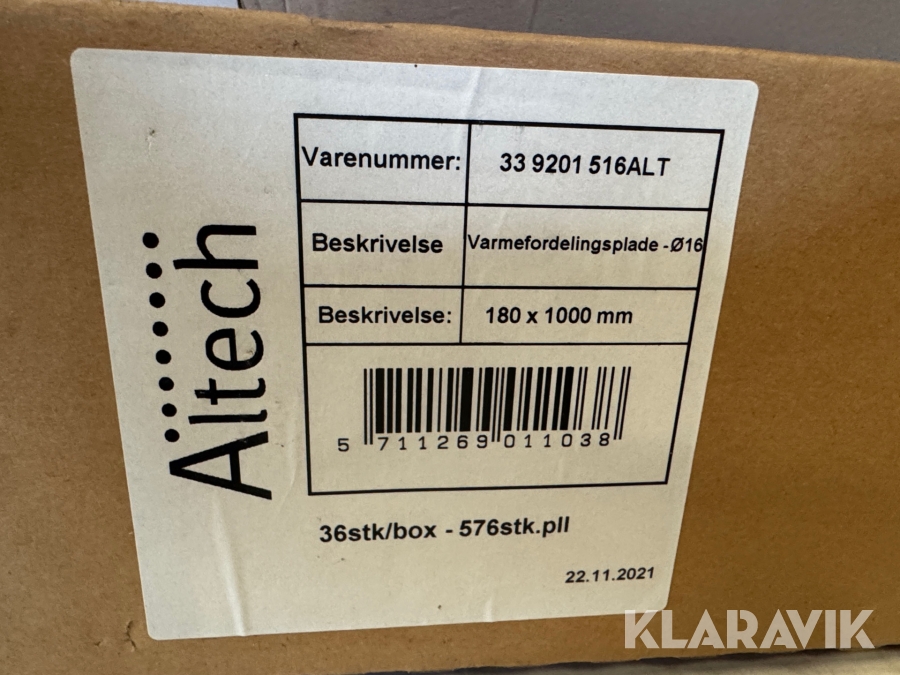 Altech
Varenummer: 33 9201 516ALT
Beskrivelse Varmefordelingsplade -Ø16
Beskrivelse: 180 x 1000 mm
5 711269 011038
36stk/box - 576stk.pll
22.11.2021
KLARAVIK